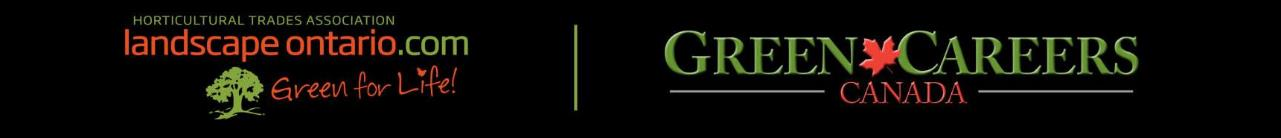 HORTICULTURAL TRADES ASSOCIATION
landscape ontario.com
Green for Life!
GREEN CAREERS
CANADA